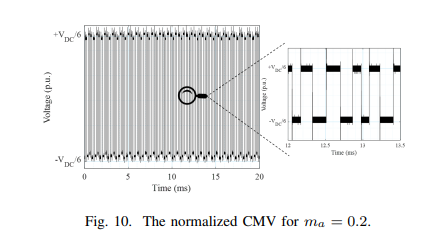 +V_DC/6
-V_DC/6
Voltage (p.u.)
0 5 10 15 20
Time (ms)
+V_DC/6
-V_DC/6
Voltage (p.u.)
12 12.5 13 13.5
Time (ms)
Fig. 10. The normalized CMV for m_a = 0.2.